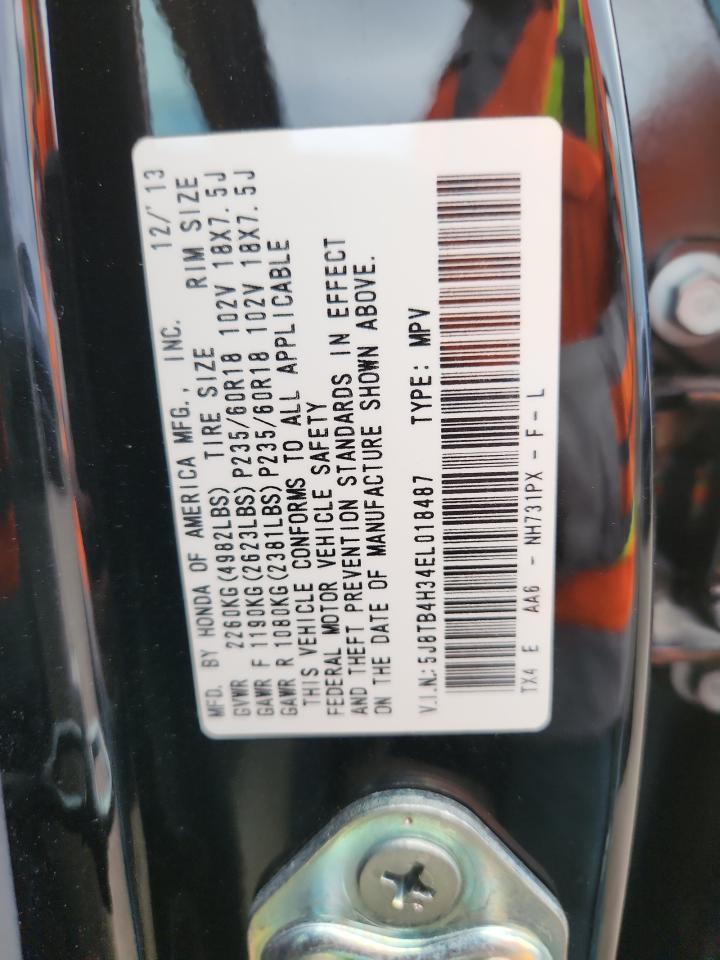 MFD. BY HONDA OF AMERICA MFG., INC. 12/'13
GVWR 2260KG(4982LBS) TIRE SIZE RIM SIZE
GAWR F 1190KG(2623LBS)P235/60R18 102V 18X7.5J
GAWR R 1080KG(2381LBS)P235/60R18 102V 18X7.5J
THIS VEHICLE CONFORMS TO ALL APPLICABLE
FEDERAL MOTOR VEHICLE SAFETY
AND THEFT PREVENTION STANDARDS IN EFFECT
ON THE DATE OF MANUFACTURE SHOWN ABOVE.
V.I.N.: 5J8TB4H34EL018487 TYPE: MPV
TX4 E AA6 - NH731PX - F - L